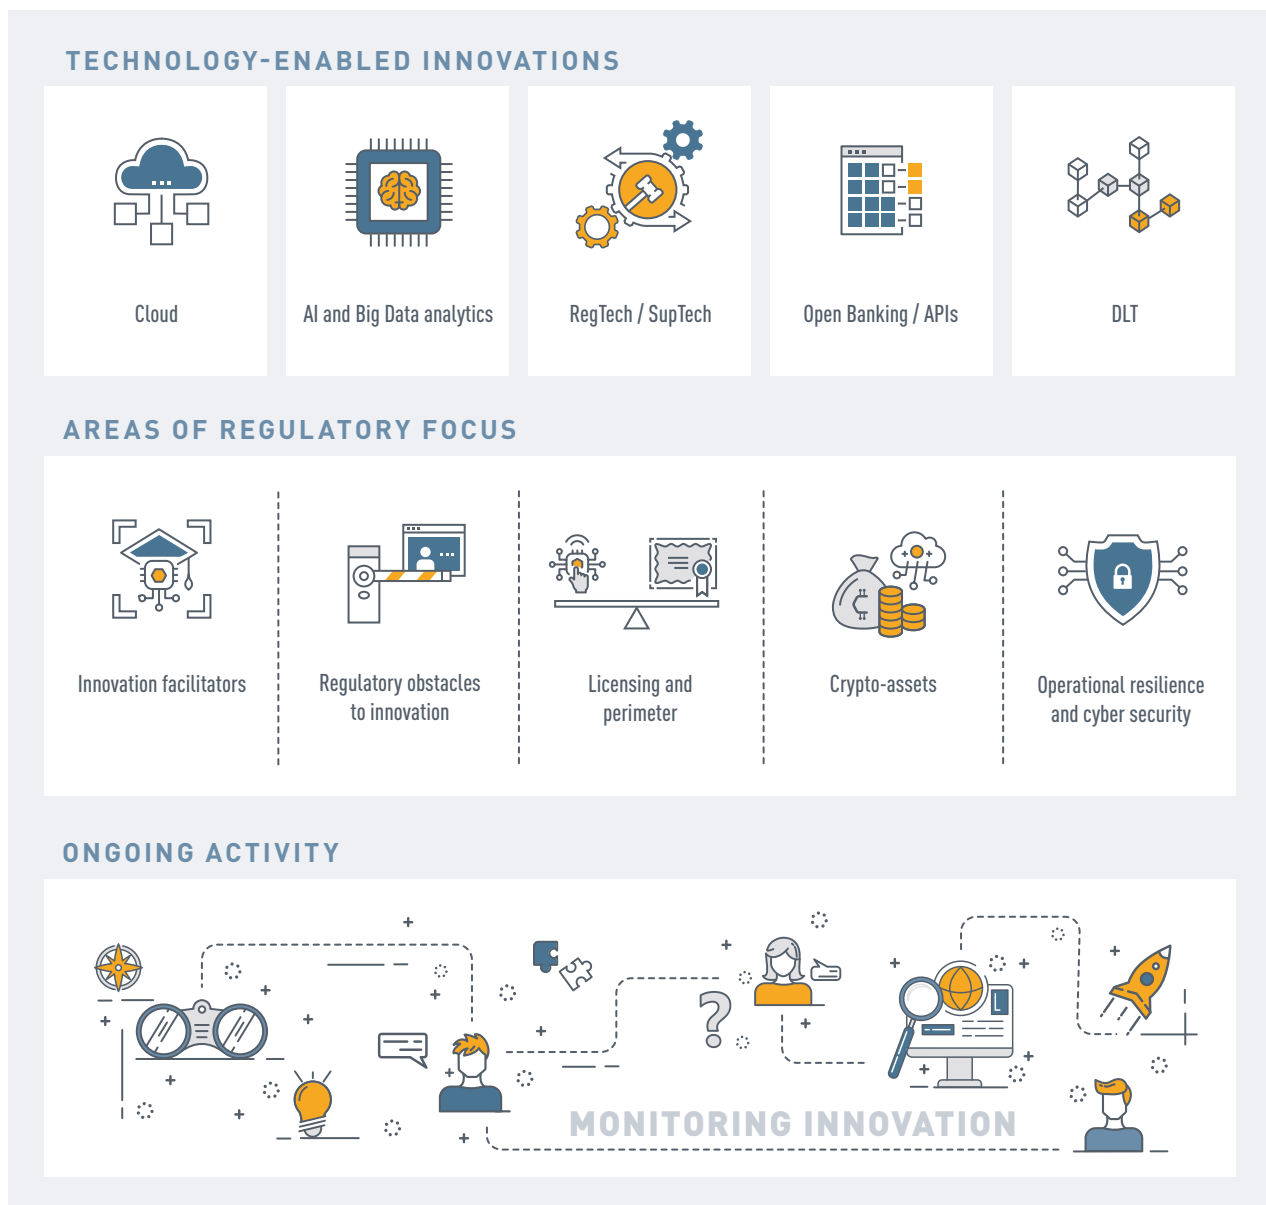 TECHNOLOGY-ENABLED INNOVATIONS
Cloud
AI and Big Data analytics
RegTech / SupTech
Open Banking / APIs
DLT
AREAS OF REGULATORY FOCUS
Innovation facilitators
Regulatory obstacles
to innovation
Licensing and
perimeter
Crypto-assets
Operational resilience
and cyber security
ONGOING ACTIVITY
?
MONITORING INNOVATION